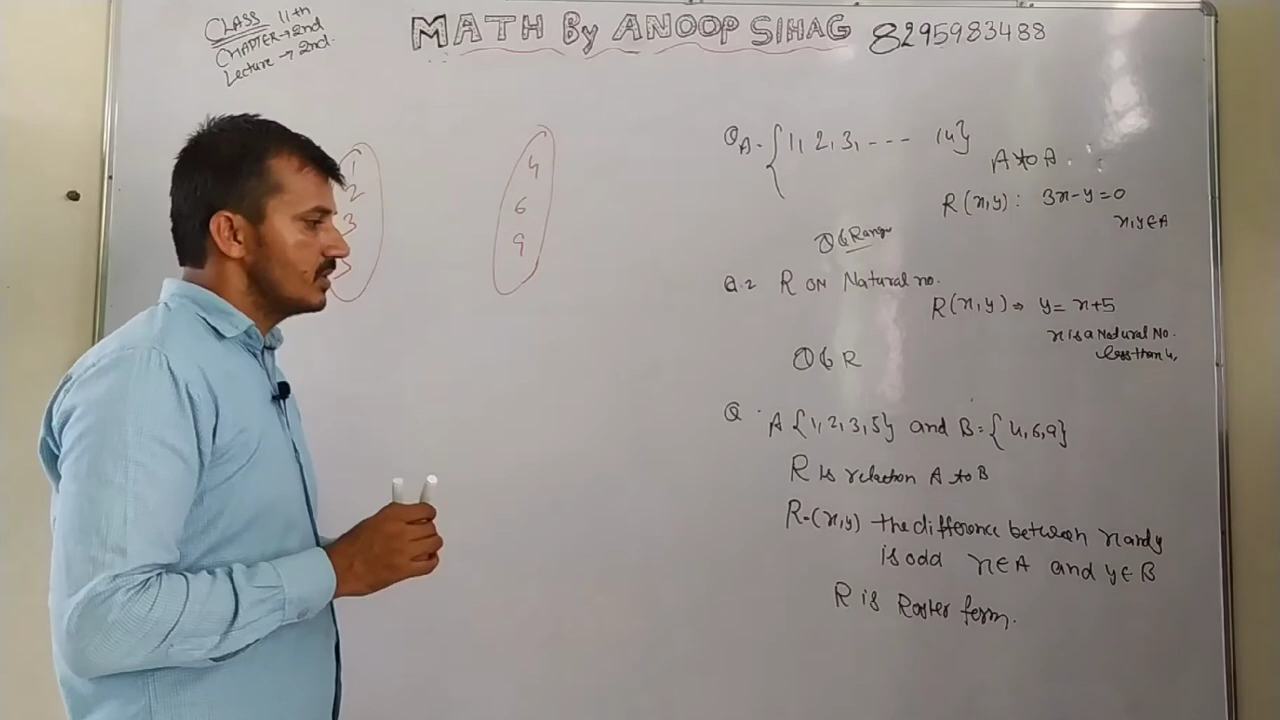 CLASS 11th
CHAPTER → 2nd
Lecture → 2nd.
MATH By ANOOP SIHAG 8295983488
1
2
3
5
4
6
9
Q A = {1, 2, 3, --- 14}
A to A.
R(x,y) : 3x-y=0
x,y∈A
D & Range
Q.2 R ON Natural no.
R(x,y) ⇒ y = x+5
x is a Natural No.
less than 4,
D & R
Q. A {1, 2, 3, 5} and B = {4, 6, 9}
R is relation A to B
R = (x,y) the difference between x and y
is odd x∈A and y∈B
R is Roster form.